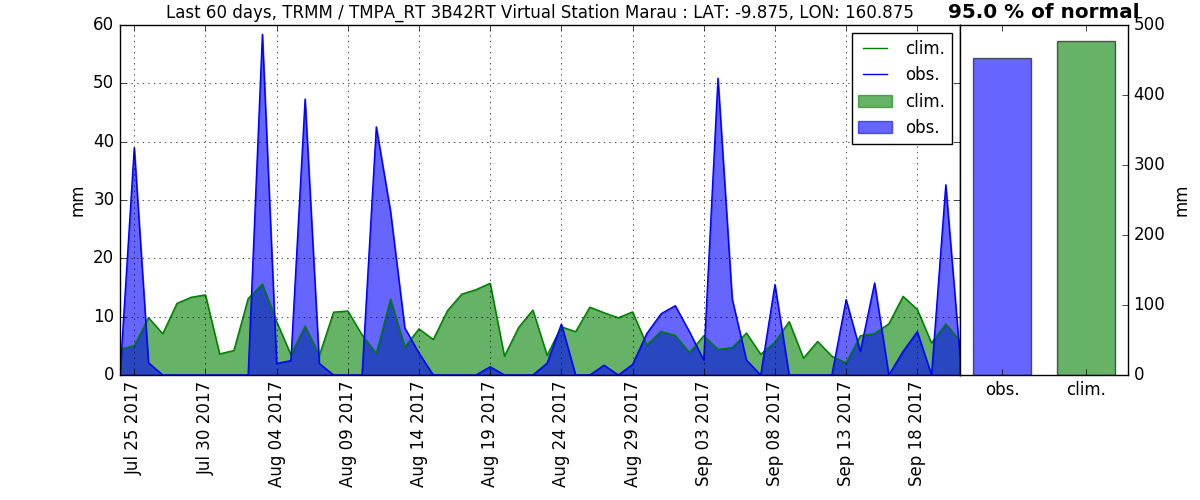 Last 60 days, TRMM / TMPA_RT 3B42RT Virtual Station Marau : LAT: -9.875, LON: 160.875
95.0 % of normal
60
50
40
30
20
10
0
mm
clim.
obs.
clim.
obs.
500
400
300
200
100
0
mm
Jul 25 2017
Jul 30 2017
Aug 04 2017
Aug 09 2017
Aug 14 2017
Aug 19 2017
Aug 24 2017
Aug 29 2017
Sep 03 2017
Sep 08 2017
Sep 13 2017
Sep 18 2017
obs.
clim.